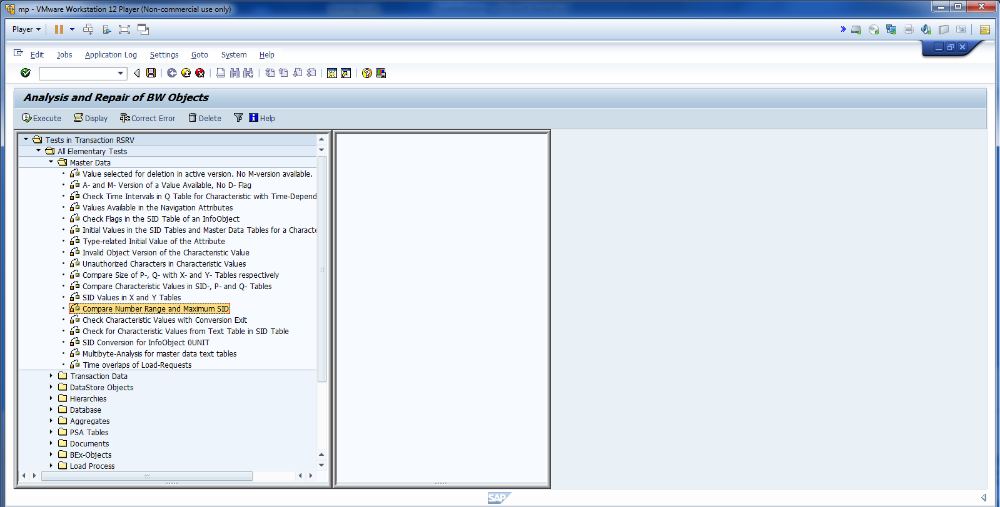 mp - VMware Workstation 12 Player (Non-commercial use only)
Player
Edit Jobs Application Log Settings Goto System Help
Analysis and Repair of BW Objects
Execute Display Correct Error Delete Help
Tests in Transaction RSRV
All Elementary Tests
Master Data
Value selected for deletion in active version. No M-version available.
A- and M- Version of a Value Available, No D- Flag
Check Time Intervals in Q Table for Characteristic with Time-Depend
Values Available in the Navigation Attributes
Check Flags in the SID Table of an InfoObject
Initial Values in the SID Tables and Master Data Tables for a Characte
Type-related Initial Value of the Attribute
Invalid Object Version of the Characteristic Value
Unauthorized Characters in Characteristic Values
Compare Size of P-, Q- with X- and Y- Tables respectively
Compare Characteristic Values in SID-, P- and Q- Tables
SID Values in X and Y Tables
Compare Number Range and Maximum SID
Check Characteristic Values with Conversion Exit
Check for Characteristic Values from Text Table in SID Table
SID Conversion for InfoObject 0UNIT
Multibyte-Analysis for master data text tables
Time overlaps of Load-Requests
Transaction Data
DataStore Objects
Hierarchies
Database
Aggregates
PSA Tables
Documents
BEx-Objects
Load Process
SAP